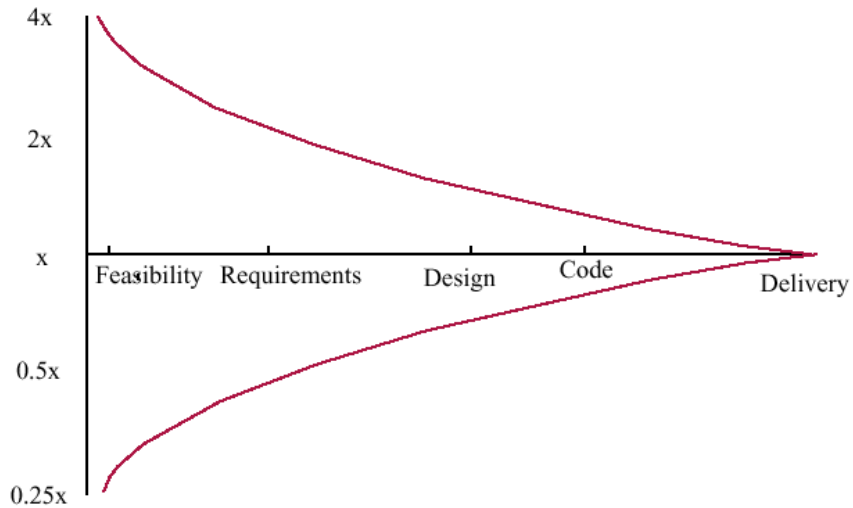 4x
2x
x
Feasibility Requirements Design Code Delivery
0.5x
0.25x